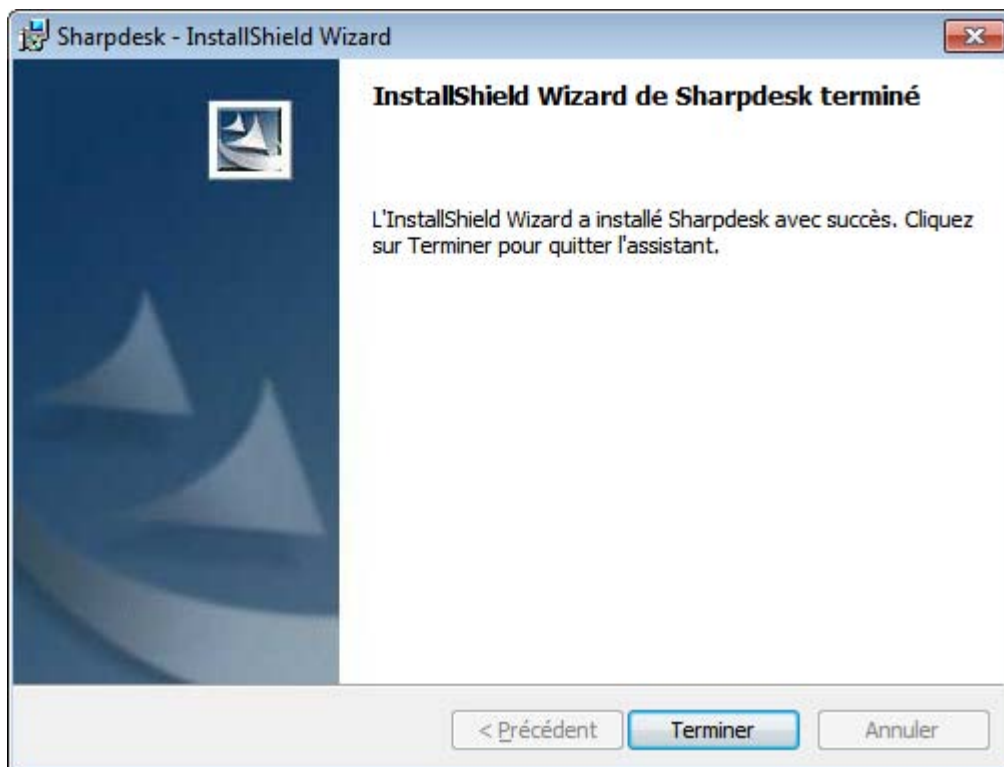 Sharpdesk - InstallShield Wizard
InstallShield Wizard de Sharpdesk terminé
L'InstallShield Wizard a installé Sharpdesk avec succès. Cliquez
sur Terminer pour quitter l'assistant.
< Précédent
Terminer
Annuler